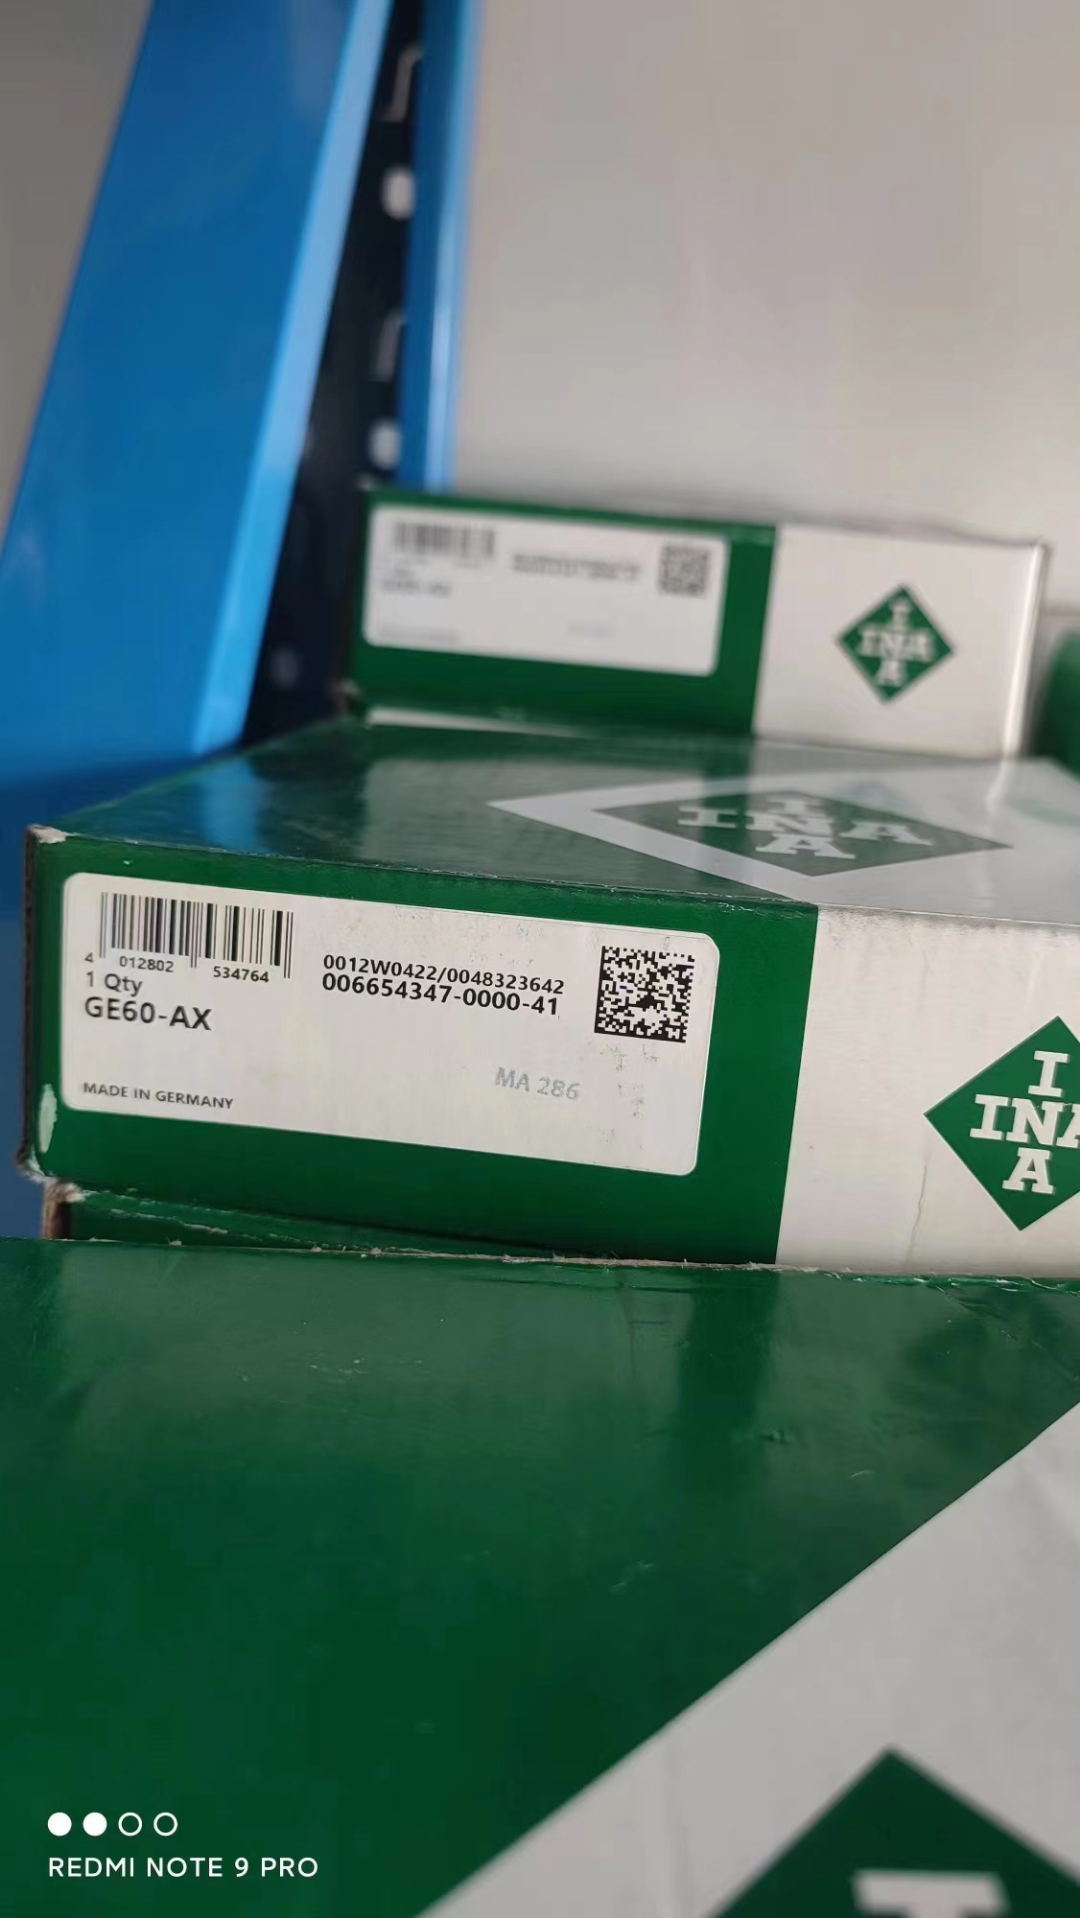 I
INA
A
I
INA
A
4 012802 534764
1 Qty
GE60-AX
0012W0422/0048323642
006654347-0000-41
MA 286
MADE IN GERMANY
I
INA
A
REDMI NOTE 9 PRO